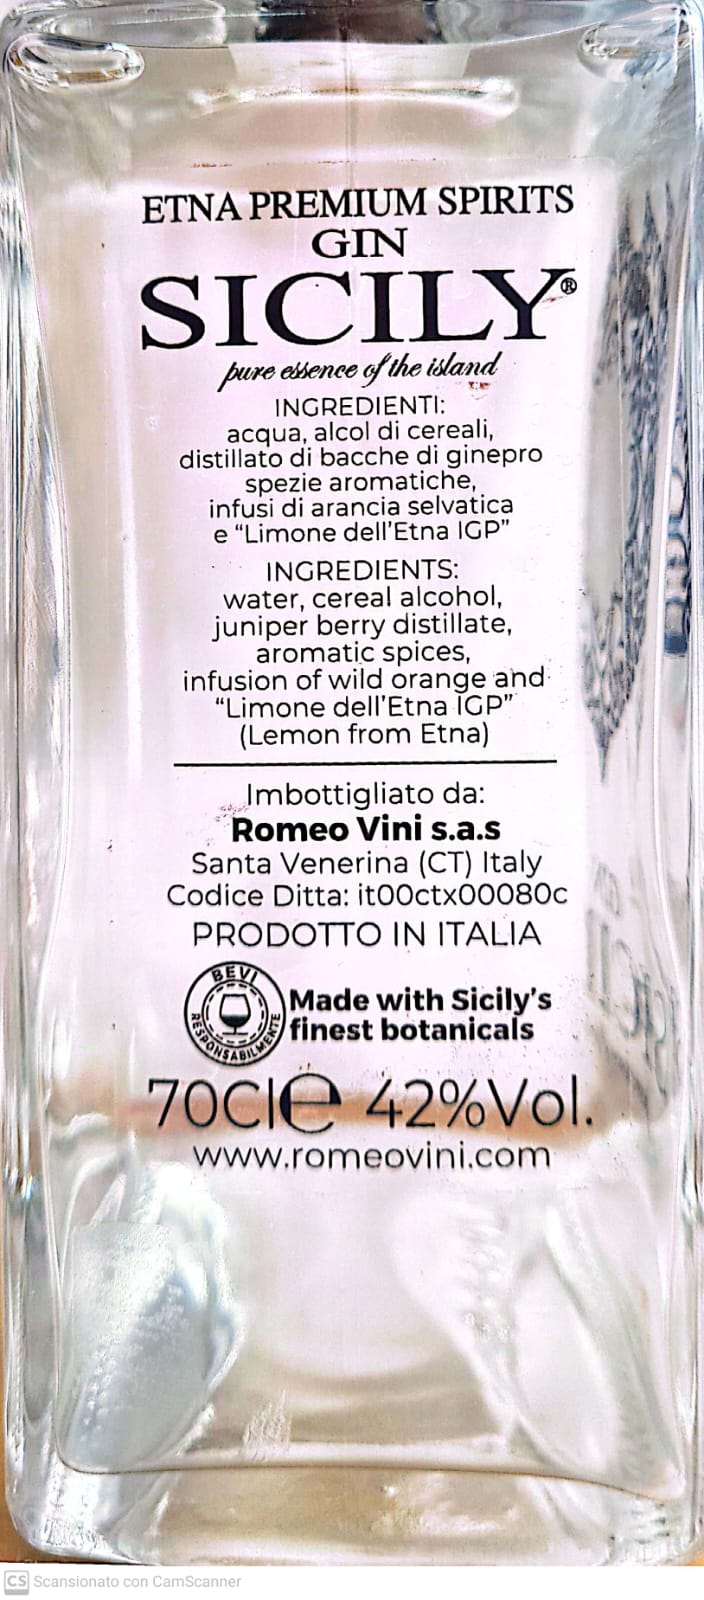 ETNA PREMIUM SPIRITS
GIN
SICILY®
pure essence of the island
INGREDIENTI:
acqua, alcol di cereali,
distillato di bacche di ginepro
spezie aromatiche,
infusi di arancia selvatica
e “Limone dell'Etna IGP”
INGREDIENTS:
water, cereal alcohol,
juniper berry distillate,
aromatic spices,
infusion of wild orange and
“Limone dell'Etna IGP”
(Lemon from Etna)
Imbottigliato da:
Romeo Vini s.a.s
Santa Venerina (CT) Italy
Codice Ditta: it00ctx00080c
PRODOTTO IN ITALIA
BEVI
RESPONSABILMENTE
Made with Sicily's
finest botanicals
70Cl℮ 42%Vol.
www.romeovini.com
CS Scansionato con CamScanner